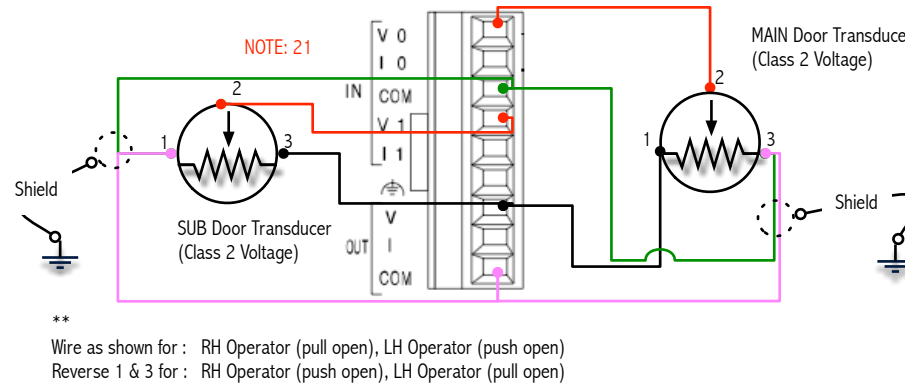 NOTE: 21
V 0
I 0
IN
COM
V 1
I 1
V
OUT
I
COM
MAIN Door Transduce
(Class 2 Voltage)
2
1
3
2
1
3
Shield
SUB Door Transducer
(Class 2 Voltage)
Shield
**
Wire as shown for : RH Operator (pull open), LH Operator (push open)
Reverse 1 & 3 for : RH Operator (push open), LH Operator (pull open)